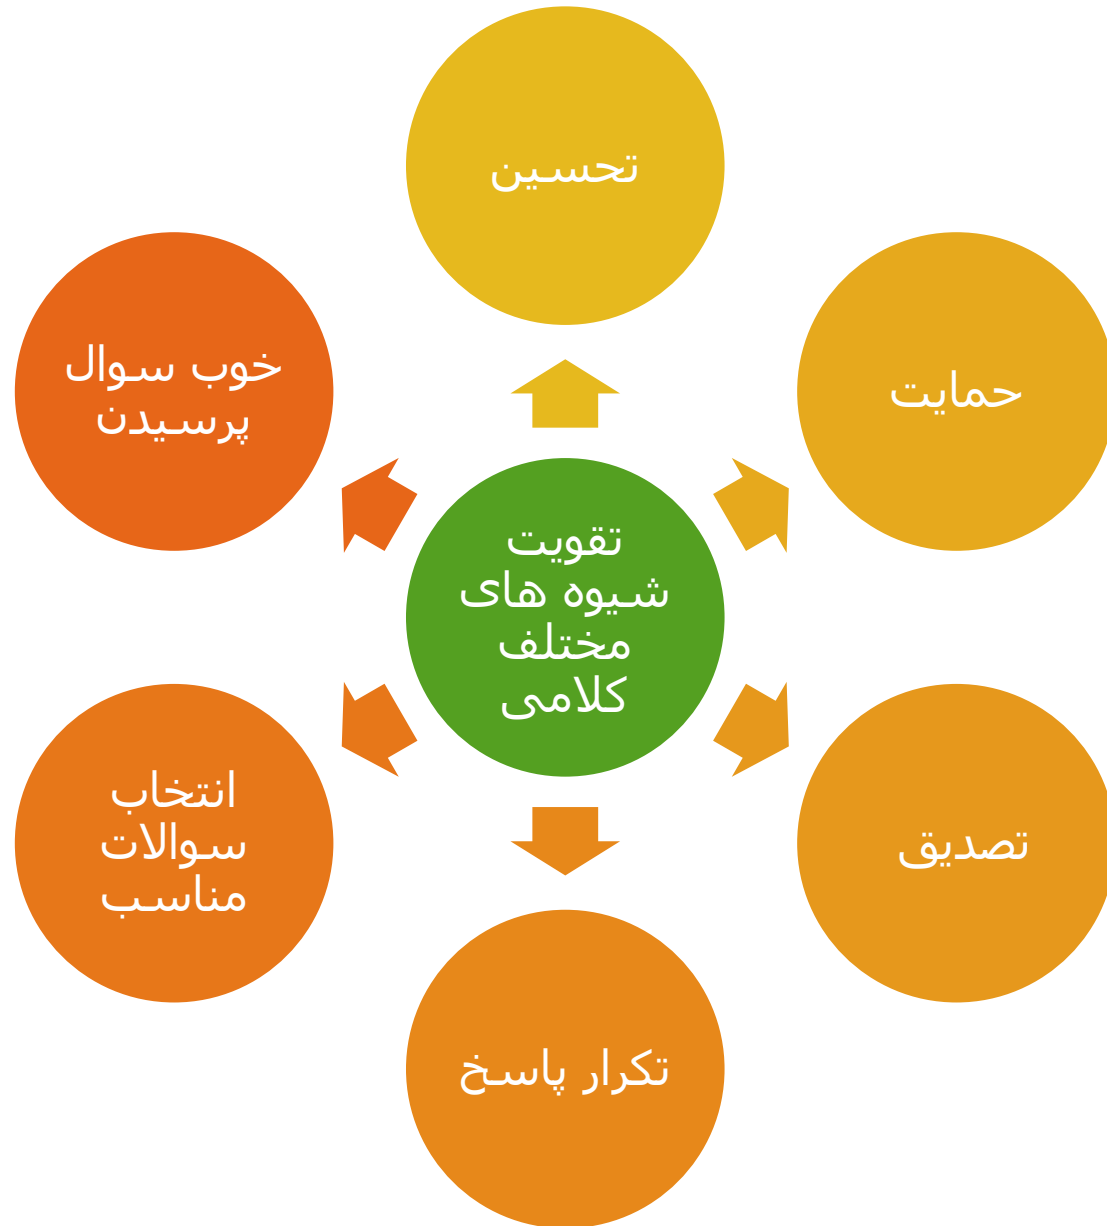 تحسین
حمایت
تصدیق
تکرار پاسخ
انتخاب
سوالات
مناسب
خوب سوال
پرسیدن
تقویت
شیوه های
مختلف
کلامی